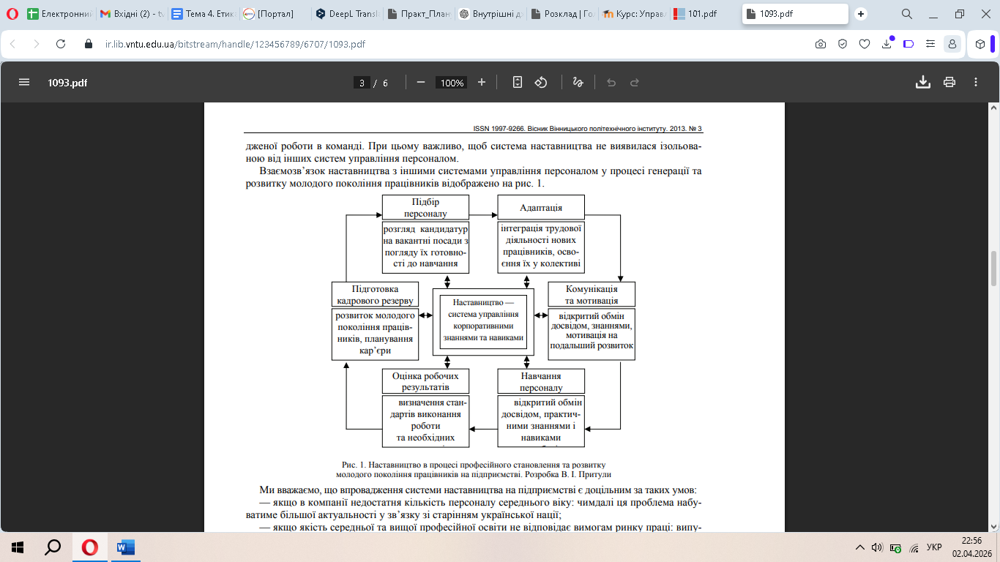 Електронний
Вхідні (2) - tv
Тема 4. Етик
[Портал]
DeepL Transl
Практ_План
Внутрішні д
Розклад | Го
Курс: Управл
101.pdf
1093.pdf
ir.lib.vntu.edu.ua/bitstream/handle/123456789/6707/1093.pdf
1093.pdf
3 / 6
100%
ISSN 1997-9266. Вісник Вінницького політехнічного інституту. 2013. № 3
дженої роботи в команді. При цьому важливо, щоб система наставництва не виявилася ізольова-
ною від інших систем управління персоналом.
Взаємозв’язок наставництва з іншими системами управління персоналом у процесі генерації та
розвитку молодого покоління працівників відображено на рис. 1.
Підбір
персоналу
розгляд кандидатур
на вакантні посади з
погляду їх готовно-
сті до навчання
Адаптація
інтеграція трудової
діяльності нових
працівників, осво-
єння їх у колективі
Підготовка
кадрового резерву
розвиток молодого
покоління праців-
ників, планування
кар’єри
Наставництво —
система управління
корпоративними
знаннями та навиками
Комунікація
та мотивація
відкритий обмін
досвідом, знаннями,
мотивація на
подальший розвиток
Оцінка робочих
результатів
визначення стан-
дартів виконання
роботи
та необхідних
Навчання
персоналу
відкритий обмін
досвідом, практич-
ними знаннями і
навиками
Рис. 1. Наставництво в процесі професійного становлення та розвитку
молодого покоління працівників на підприємстві. Розробка В. І. Притули
Ми вважаємо, що впровадження системи наставництва на підприємстві є доцільним за таких умов:
— якщо в компанії недостатня кількість персоналу середнього віку: чимдалі ця проблема набу-
ватиме більшої актуальності у зв’язку зі старінням української нації;
— якщо якість середньої та вищої професійної освіти не відповідає вимогам ринку праці: випу-
УКР
22:56
02.04.2026